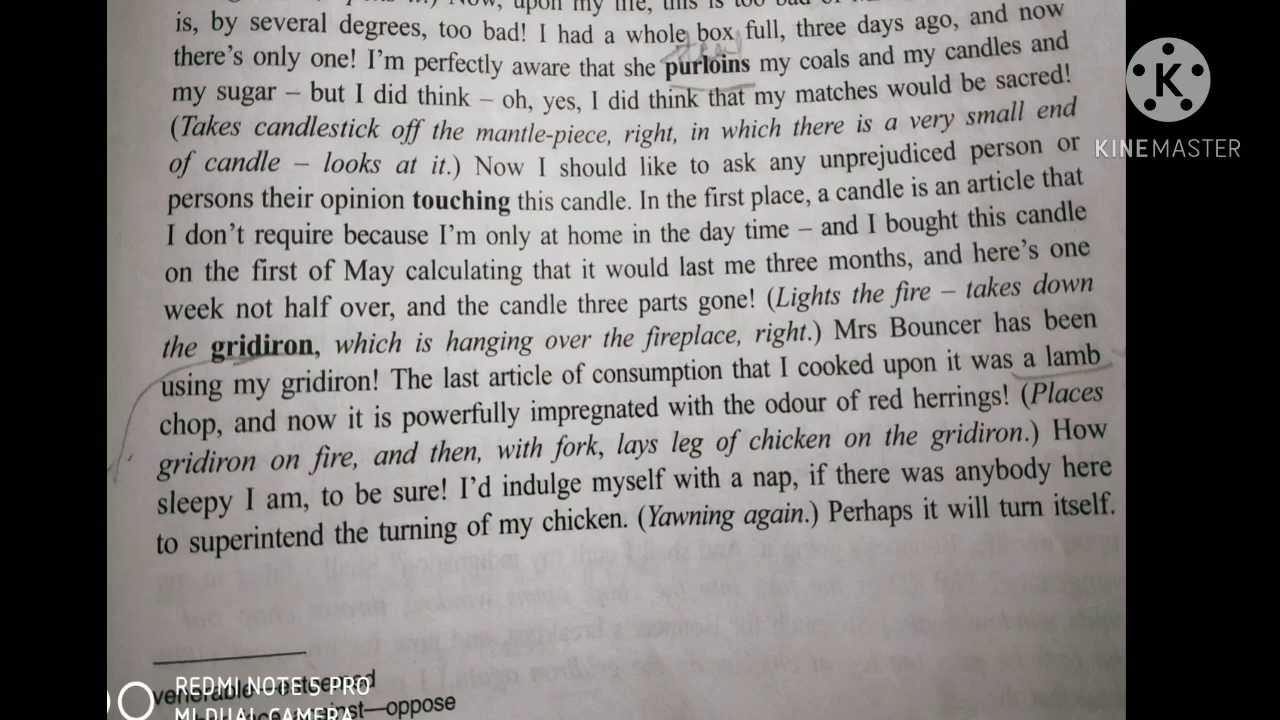 upon my life, this is too bad of
is, by several degrees, too bad! I had a whole box full, three days ago, and now
there's only one! I'm perfectly aware that she purloins my coals and my candles and
my sugar – but I did think – oh, yes, I did think that my matches would be sacred!
(Takes candlestick off the mantle-piece, right, in which there is a very small end
of candle – looks at it.) Now I should like to ask any unprejudiced person or
persons their opinion touching this candle. In the first place, a candle is an article that
I don't require because I'm only at home in the day time – and I bought this candle
on the first of May calculating that it would last me three months, and here's one
week not half over, and the candle three parts gone! (Lights the fire – takes down
the gridiron, which is hanging over the fireplace, right.) Mrs Bouncer has been
using my gridiron! The last article of consumption that I cooked upon it was a lamb
chop, and now it is powerfully impregnated with the odour of red herrings! (Places
gridiron on fire, and then, with fork, lays leg of chicken on the gridiron.) How
sleepy I am, to be sure! I'd indulge myself with a nap, if there was anybody here
to superintend the turning of my chicken. (Yawning again.) Perhaps it will turn itself.
venerable—esteemed
against—oppose
K
KINEMASTER
REDMI NOTE 5 PRO
MI DUAL CAMERA